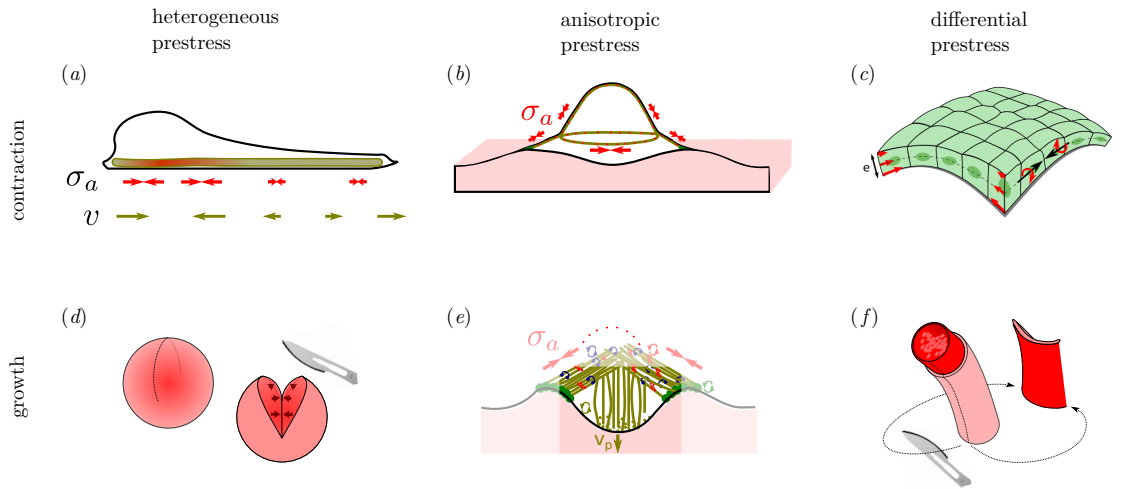 heterogeneous
prestress
anisotropic
prestress
differential
prestress
contraction
(a)
σa
v
(b)
σa
(c)
e
growth
(d)
(e)
σa
vp
(f)